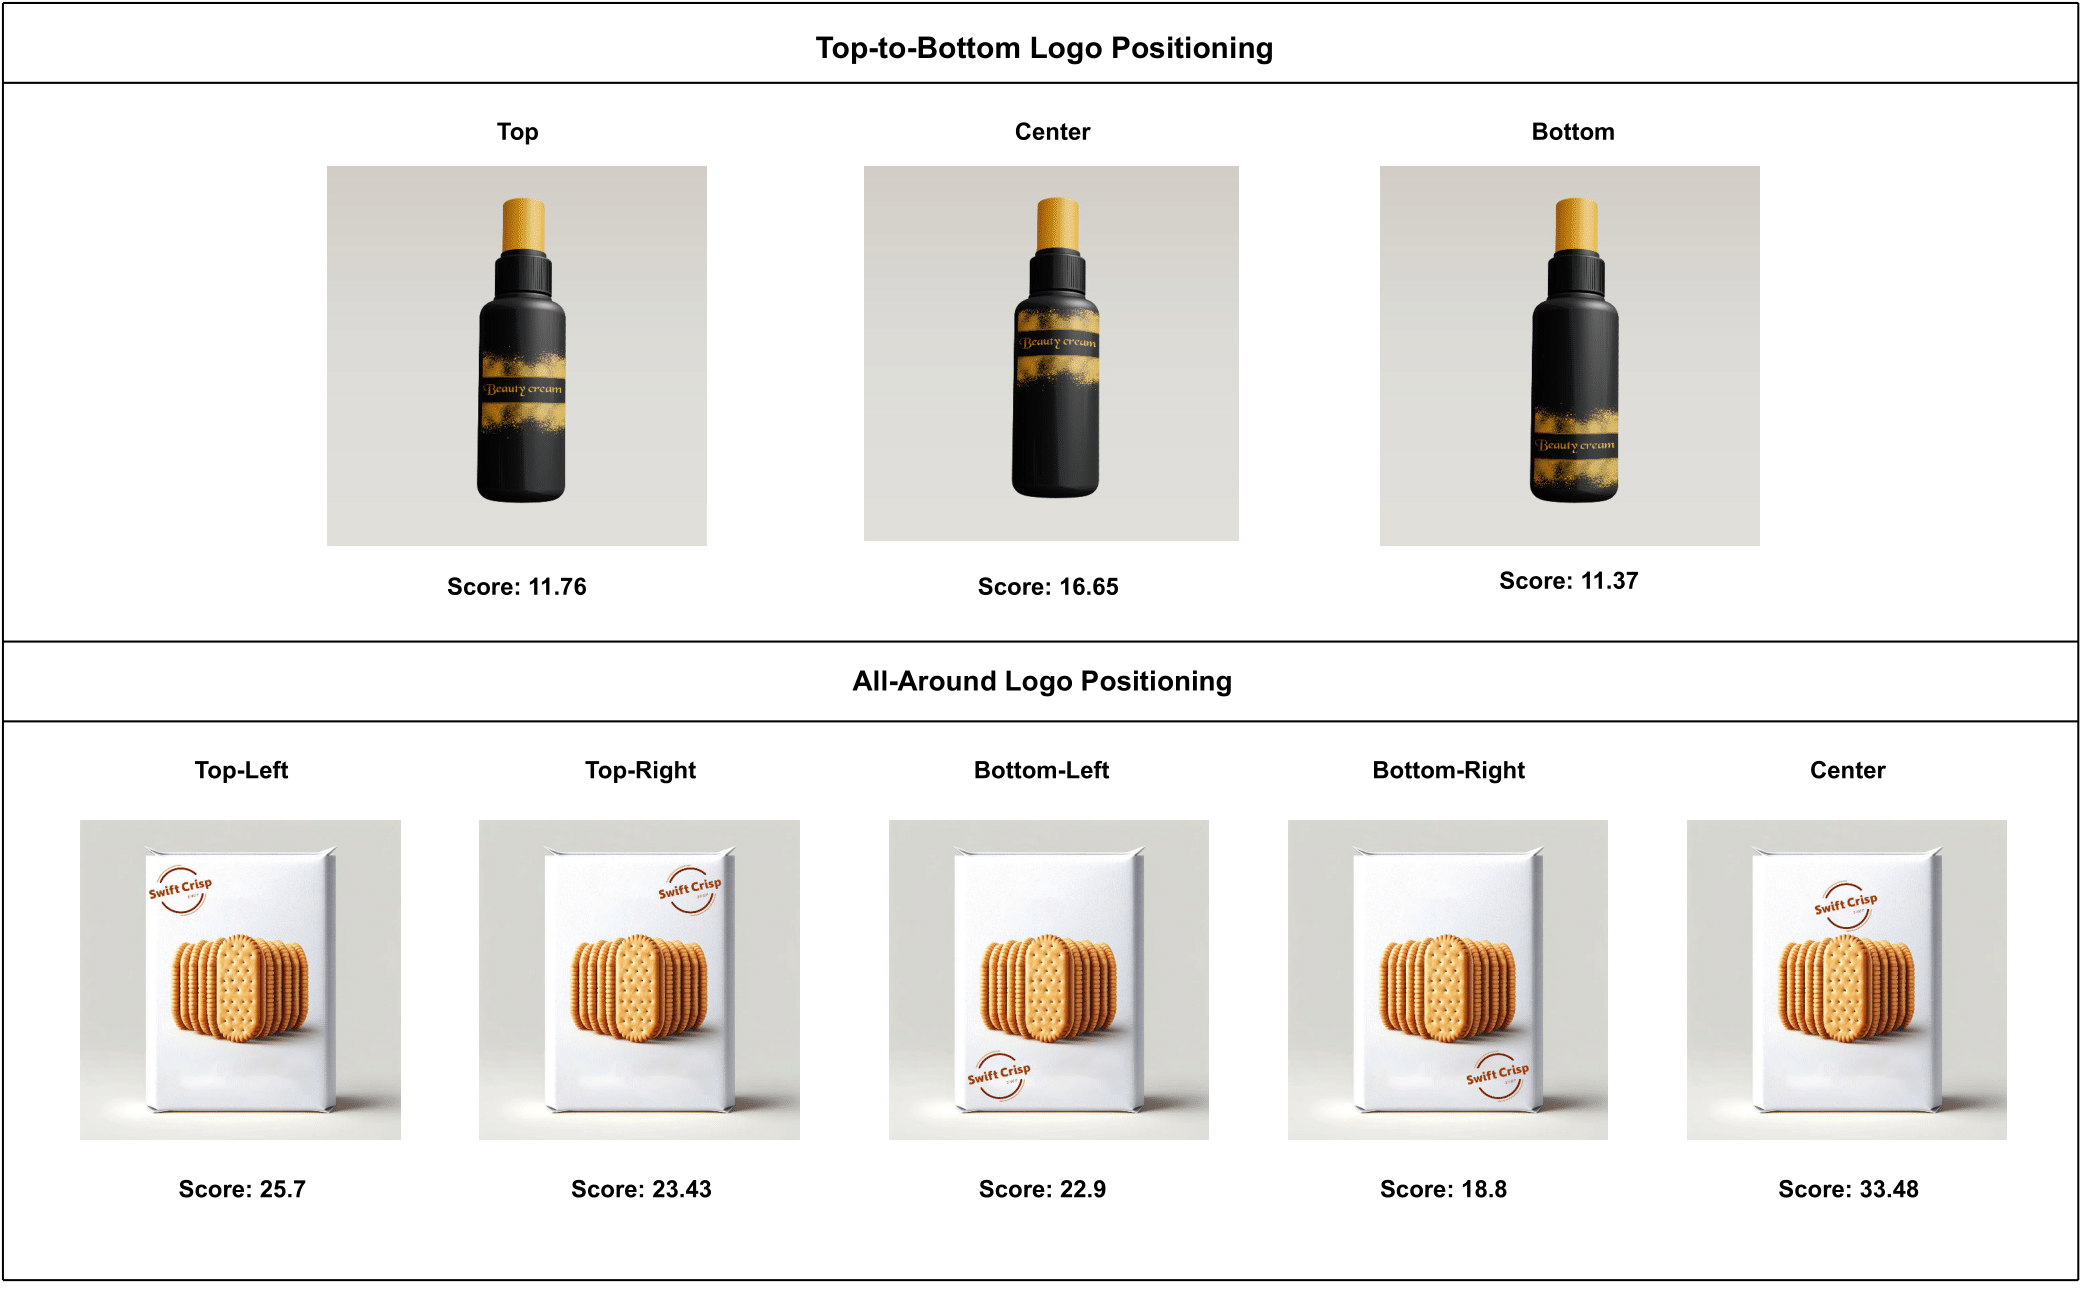 Top-to-Bottom Logo Positioning
Top
Center
Bottom
Beauty cream
Beauty cream
Beauty cream
Score: 11.76
Score: 16.65
Score: 11.37
All-Around Logo Positioning
Top-Left
Top-Right
Bottom-Left
Bottom-Right
Center
Swift Crisp
Swift Crisp
Swift Crisp
Swift Crisp
Swift Crisp
Score: 25.7
Score: 23.43
Score: 22.9
Score: 18.8
Score: 33.48